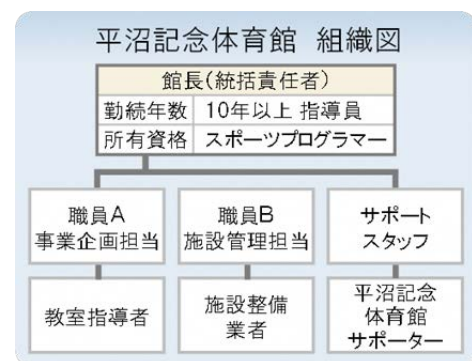 平沼記念体育館 組織図
館長(統括責任者)
勤続年数 10年以上 指導員
所有資格 スポーツプログラマー
職員A
事業企画担当
職員B
施設管理担当
サポート
スタッフ
教室指導者
施設整備
業者
平沼記念
体育館
サポーター